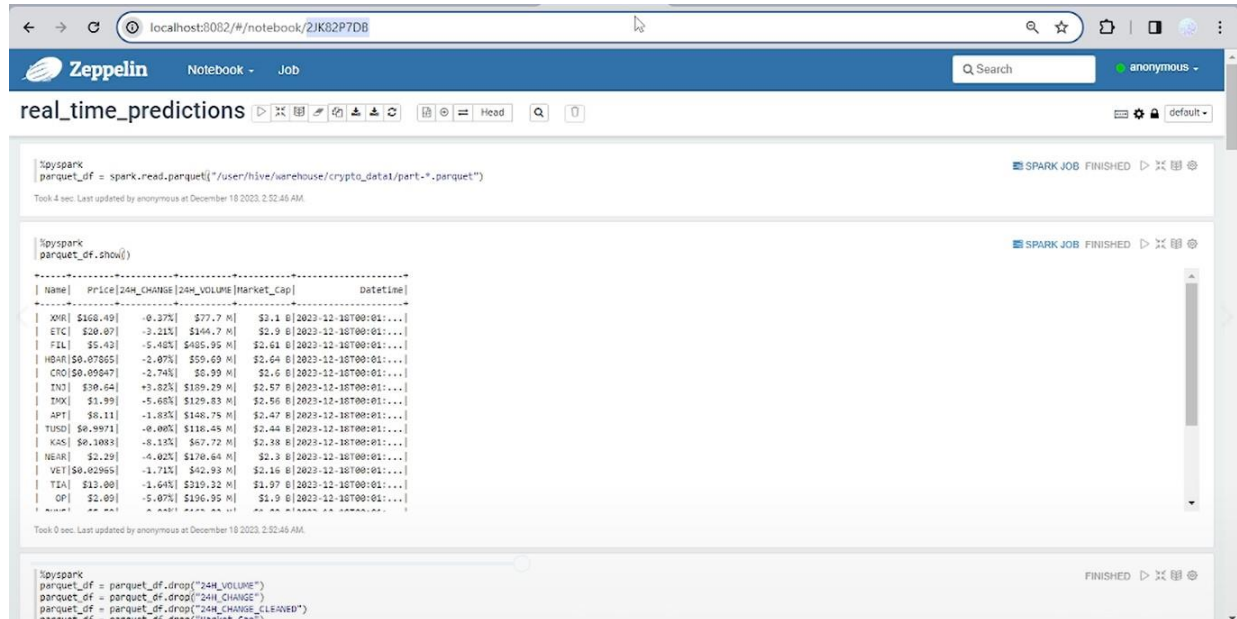 localhost:8082/#/notebook/2JK82P7DB
Zeppelin Notebook Job Search anonymous
real_time_predictions Head default
%pyspark
parquet_df = spark.read.parquet("/user/hive/warehouse/crypto_data1/part-*.parquet")
SPARK JOB FINISHED
Took 4 sec. Last updated by anonymous at December 18 2023, 2:52:46 AM.
%pyspark
parquet_df.show()
SPARK JOB FINISHED
+-----+--------+----------+----------+----------+--------------------+
| Name| Price|24H_CHANGE|24H_VOLUME|Market_Cap| Datetime|
+-----+--------+----------+----------+----------+--------------------+
| XMR| $168.49| -0.37%| $77.7 M| $3.1 B|2023-12-18T00:01:...|
| ETC| $20.07| -3.21%| $144.7 M| $2.9 B|2023-12-18T00:01:...|
| FIL| $5.43| -5.48%| $485.95 M| $2.61 B|2023-12-18T00:01:...|
| HBAR|$0.07865| -2.07%| $59.69 M| $2.64 B|2023-12-18T00:01:...|
| CRO|$0.09847| -2.74%| $8.99 M| $2.6 B|2023-12-18T00:01:...|
| INJ| $30.64| +3.82%| $189.29 M| $2.57 B|2023-12-18T00:01:...|
| IMX| $1.99| -5.68%| $129.83 M| $2.56 B|2023-12-18T00:01:...|
| APT| $8.11| -1.83%| $148.75 M| $2.47 B|2023-12-18T00:01:...|
| TUSD| $0.9971| -0.00%| $118.45 M| $2.44 B|2023-12-18T00:01:...|
| KAS| $0.1083| -8.13%| $67.72 M| $2.38 B|2023-12-18T00:01:...|
| NEAR| $2.29| -4.02%| $170.64 M| $2.3 B|2023-12-18T00:01:...|
| VET|$0.02965| -1.71%| $42.93 M| $2.16 B|2023-12-18T00:01:...|
| TIA| $13.00| -1.64%| $319.32 M| $1.97 B|2023-12-18T00:01:...|
| OP| $2.09| -5.07%| $196.95 M| $1.9 B|2023-12-18T00:01:...|
Took 0 sec. Last updated by anonymous at December 18 2023, 2:52:46 AM.
%pyspark
parquet_df = parquet_df.drop("24H_VOLUME")
parquet_df = parquet_df.drop("24H_CHANGE")
parquet_df = parquet_df.drop("24H_CHANGE_CLEANED")
FINISHED